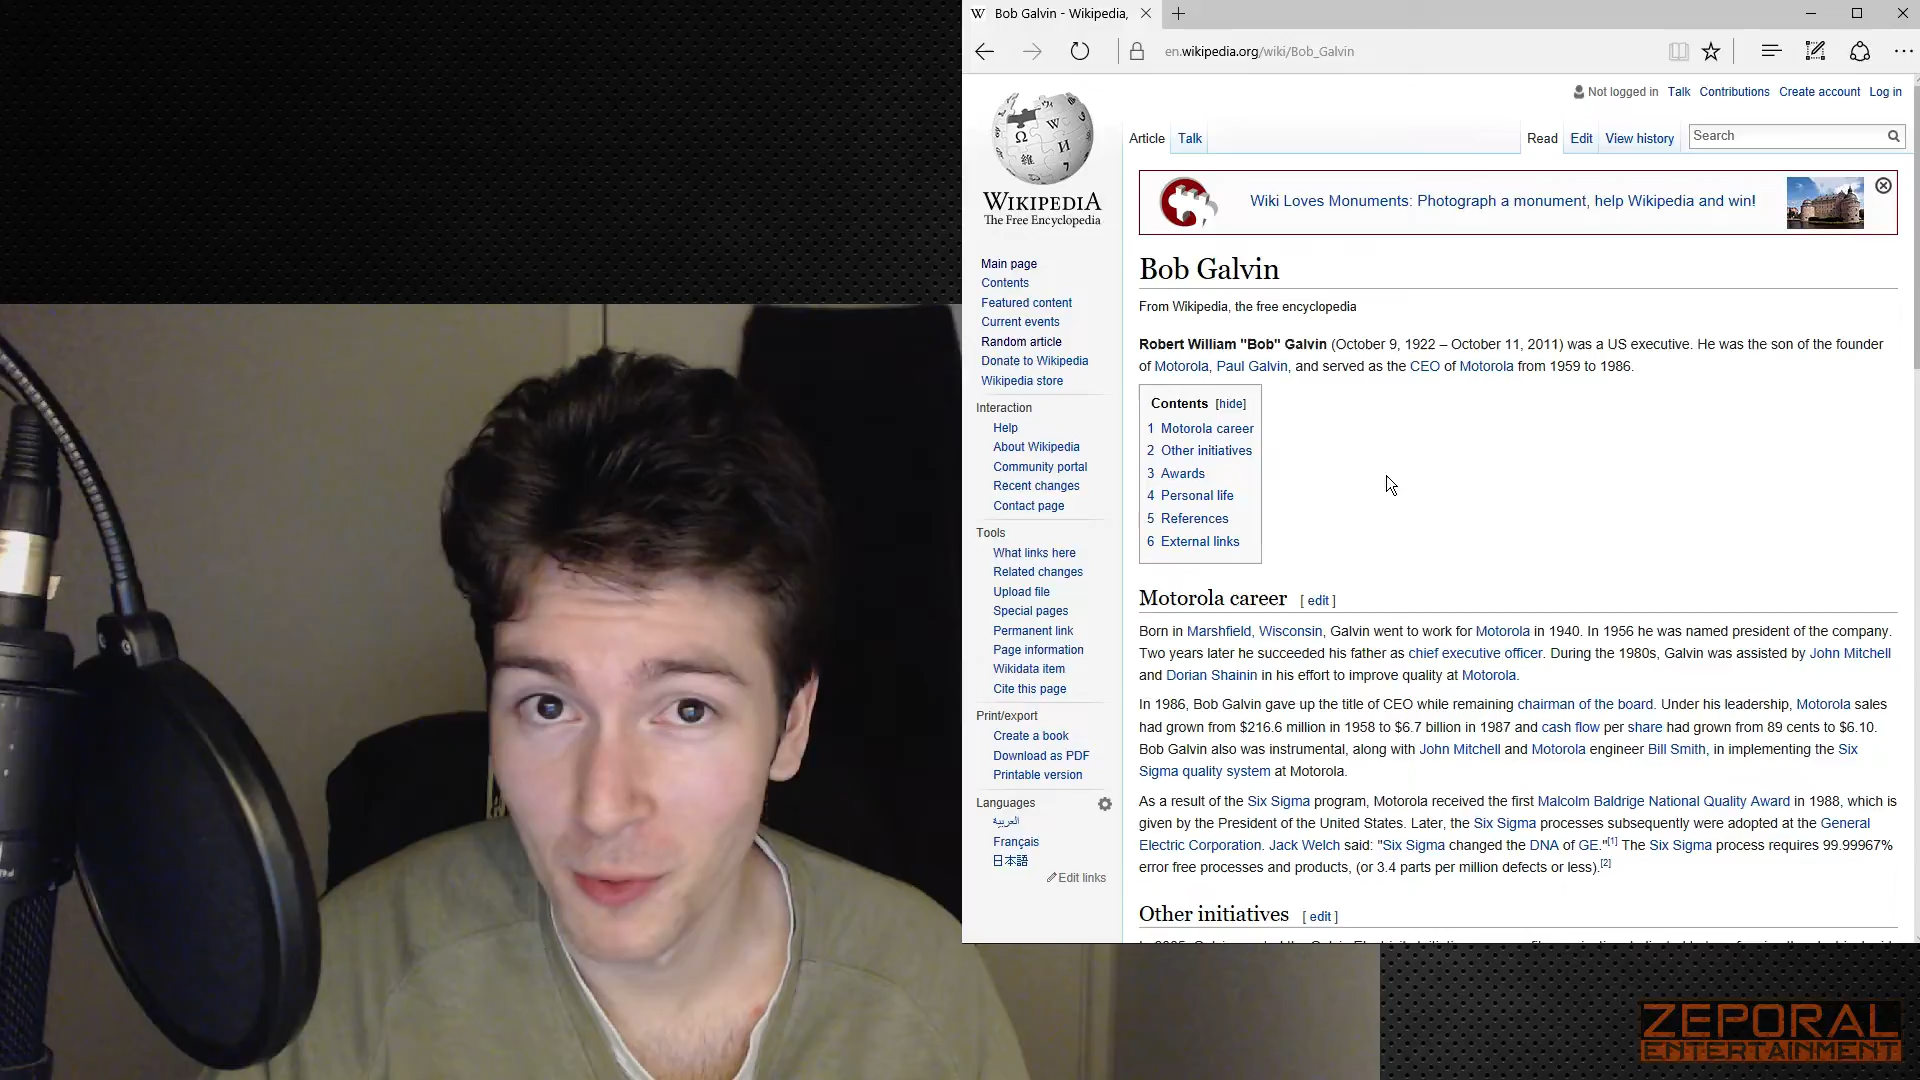 Bob Galvin - Wikipedia,
en.wikipedia.org/wiki/Bob_Galvin
Not logged in Talk Contributions Create account Log in
Article Talk Read Edit View history Search
WIKIPEDIA
The Free Encyclopedia
Wiki Loves Monuments: Photograph a monument, help Wikipedia and win!
Main page
Contents
Featured content
Current events
Random article
Donate to Wikipedia
Wikipedia store
Interaction
Help
About Wikipedia
Community portal
Recent changes
Contact page
Tools
What links here
Related changes
Upload file
Special pages
Permanent link
Page information
Wikidata item
Cite this page
Print/export
Create a book
Download as PDF
Printable version
Languages
العربية
Français
日本語
Edit links
Bob Galvin
From Wikipedia, the free encyclopedia
Robert William "Bob" Galvin (October 9, 1922 – October 11, 2011) was a US executive. He was the son of the founder
of Motorola, Paul Galvin, and served as the CEO of Motorola from 1959 to 1986.
Contents [hide]
1 Motorola career
2 Other initiatives
3 Awards
4 Personal life
5 References
6 External links
Motorola career [ edit ]
Born in Marshfield, Wisconsin, Galvin went to work for Motorola in 1940. In 1956 he was named president of the company.
Two years later he succeeded his father as chief executive officer. During the 1980s, Galvin was assisted by John Mitchell
and Dorian Shainin in his effort to improve quality at Motorola.
In 1986, Bob Galvin gave up the title of CEO while remaining chairman of the board. Under his leadership, Motorola sales
had grown from $216.6 million in 1958 to $6.7 billion in 1987 and cash flow per share had grown from 89 cents to $6.10.
Bob Galvin also was instrumental, along with John Mitchell and Motorola engineer Bill Smith, in implementing the Six
Sigma quality system at Motorola.
As a result of the Six Sigma program, Motorola received the first Malcolm Baldrige National Quality Award in 1988, which is
given by the President of the United States. Later, the Six Sigma processes subsequently were adopted at the General
Electric Corporation. Jack Welch said: "Six Sigma changed the DNA of GE."[1] The Six Sigma process requires 99.99967%
error free processes and products, (or 3.4 parts per million defects or less).[2]
Other initiatives [ edit ]
ZEPORAL
ENTERTAINMENT